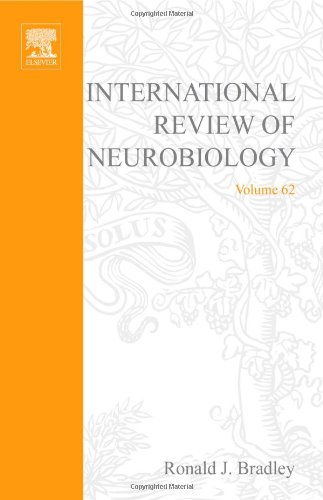 ELSEVIER
INTERNATIONAL
REVIEW OF
NEUROBIOLOGY
Volume 62
SOLUS
Ronald J. Bradley